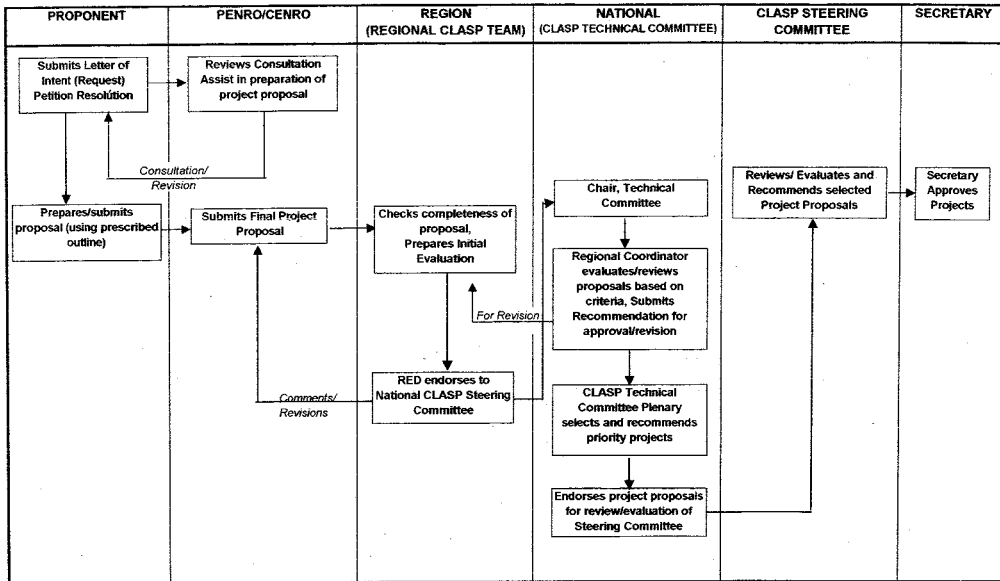 PROPONENT
PENRO/CENRO
REGION
(REGIONAL CLASP TEAM)
NATIONAL
(CLASP TECHNICAL COMMITTEE)
CLASP STEERING
COMMITTEE
SECRETARY
Submits Letter of
Intent (Request)
Petition Resolution
Reviews Consultation
Assist in preparation of
project proposal
Consultation/
Revision
Prepares/submits
proposal (using prescribed
outline)
Submits Final Project
Proposal
Checks completeness of
proposal,
Prepares Initial
Evaluation
Chair, Technical
Committee
Reviews/ Evaluates and
Recommends selected
Project Proposals
Secretary
Approves
Projects
Regional Coordinator
evaluates/reviews
proposals based on
criteria, Submits
Recommendation for
approval/revision
For Revision
Comments/
Revisions
RED endorses to
National CLASP Steering
Committee
CLASP Technical
Committee Plenary
selects and recommends
priority projects
Endorses project proposals
for review/evaluation of
Steering Committee